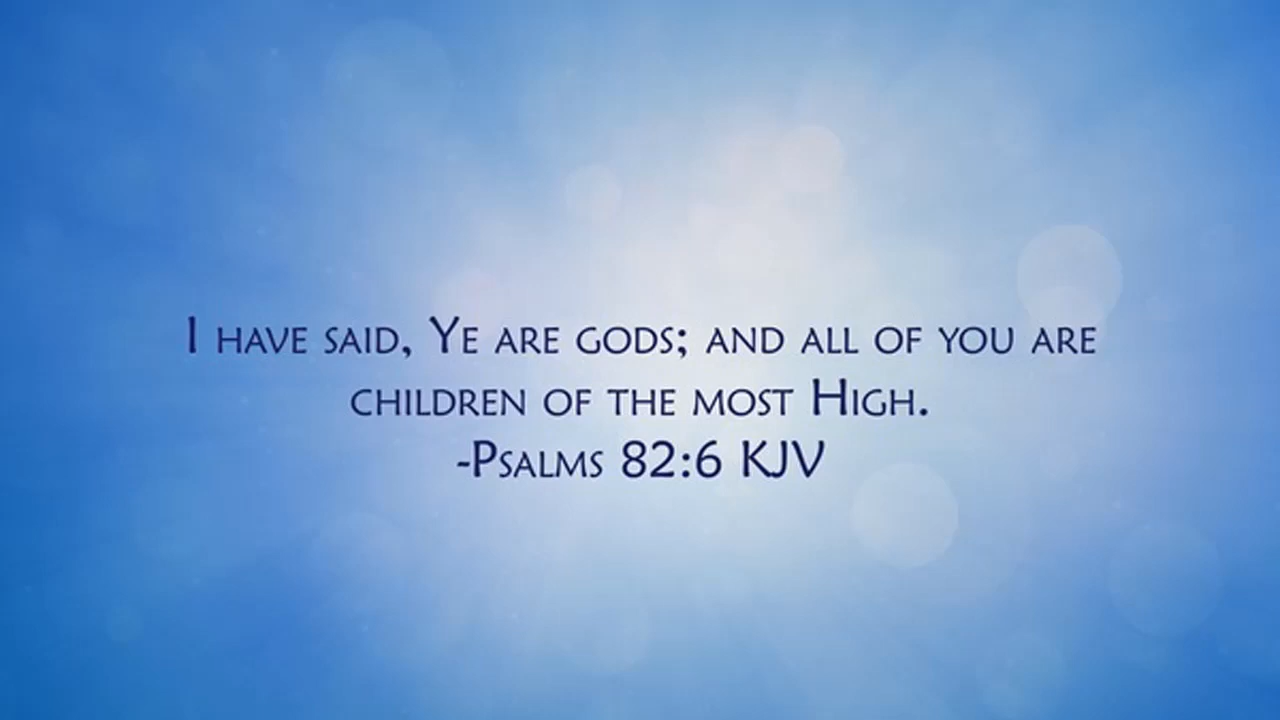 I have said, Ye are gods; and all of you are
children of the most High.
-Psalms 82:6 KJV